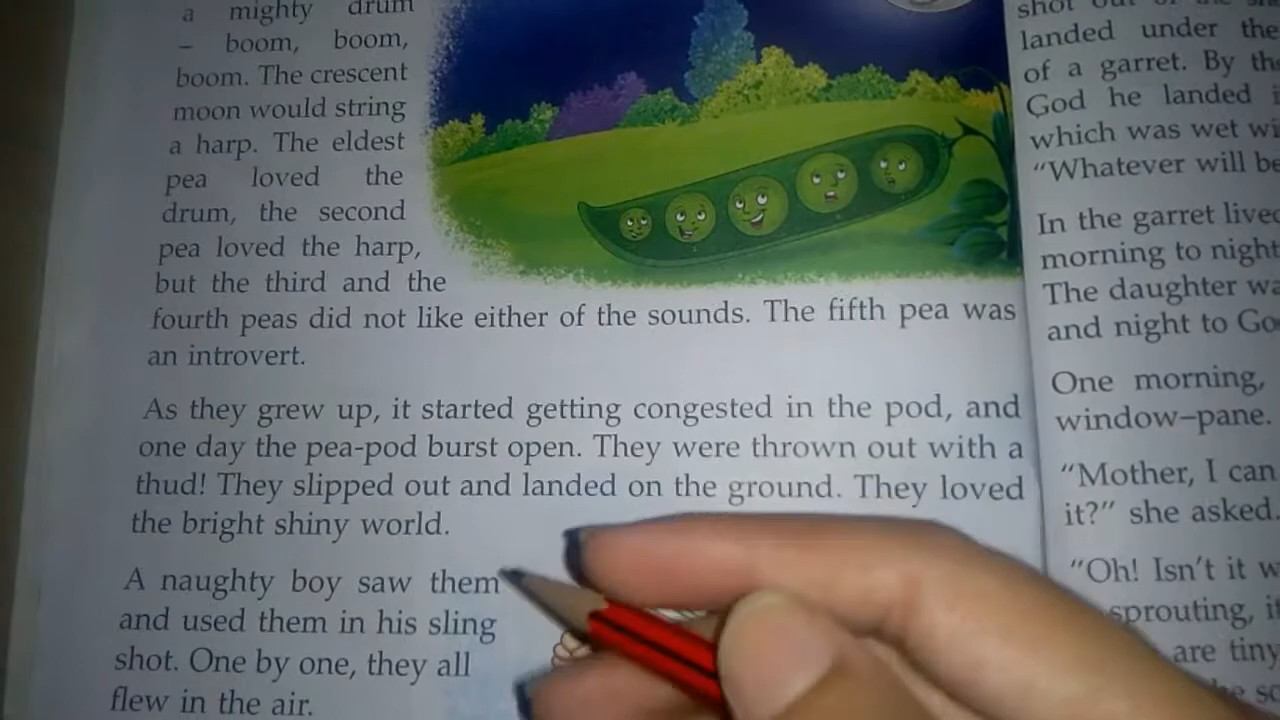 a mighty drum
– boom, boom,
boom. The crescent
moon would string
a harp. The eldest
pea loved the
drum, the second
pea loved the harp,
but the third and the
fourth peas did not like either of the sounds. The fifth pea was
an introvert.
As they grew up, it started getting congested in the pod, and
one day the pea-pod burst open. They were thrown out with a
thud! They slipped out and landed on the ground. They loved
the bright shiny world.
A naughty boy saw them
and used them in his sling
shot. One by one, they all
flew in the air.
shot out of the
landed under the
of a garret. By
God he landed
which was wet
"Whatever will
In the garret lived
morning to night
The daughter
and night to
One morning,
window–pane.
"Mother, I can
it?" she asked.
"Oh! Isn't it
sprouting,
are tiny